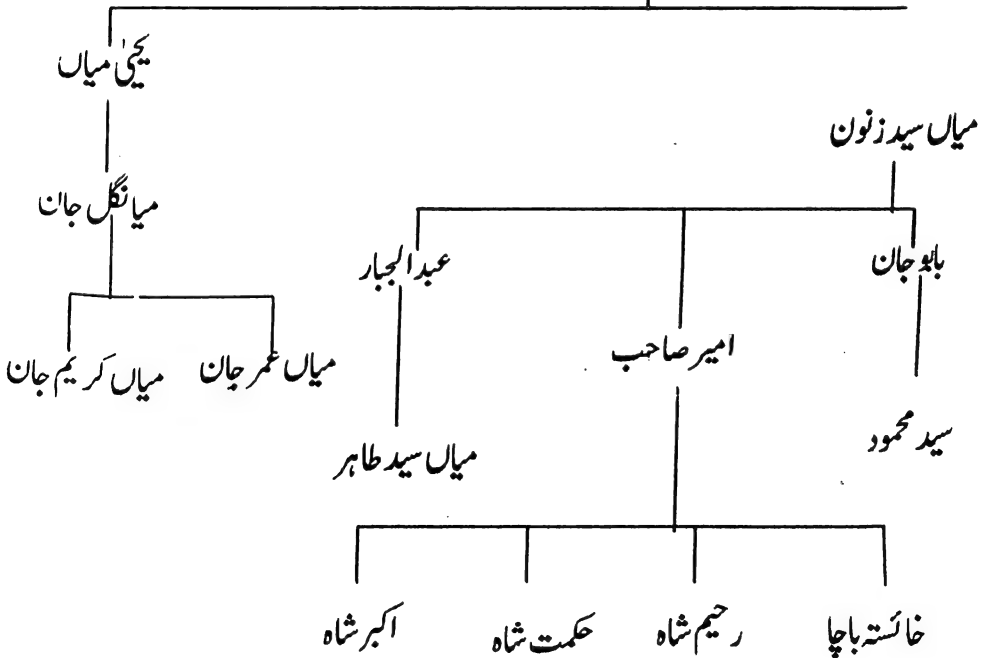 یحییٰ میاں
میاں سید زنون
میانگل جان
بابو جان
عبدالجبار
امیر صاحب
میاں عمر جان
میاں کریم جان
سید محمود
میاں سید طاہر
خائستہ باچا
رحیم شاہ
حکمت شاہ
اکبر شاہ